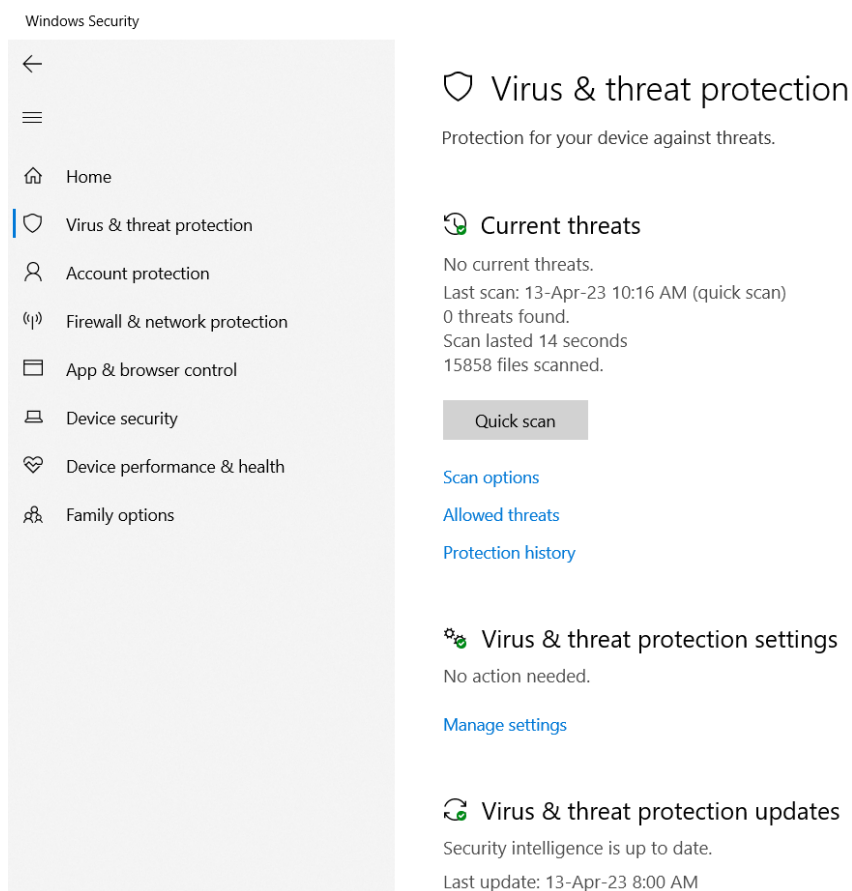 Windows Security
Home
Virus & threat protection
Account protection
Firewall & network protection
App & browser control
Device security
Device performance & health
Family options
Virus & threat protection
Protection for your device against threats.
Current threats
No current threats.
Last scan: 13-Apr-23 10:16 AM (quick scan)
0 threats found.
Scan lasted 14 seconds
15858 files scanned.
Quick scan
Scan options
Allowed threats
Protection history
Virus & threat protection settings
No action needed.
Manage settings
Virus & threat protection updates
Security intelligence is up to date.
Last update: 13-Apr-23 8:00 AM